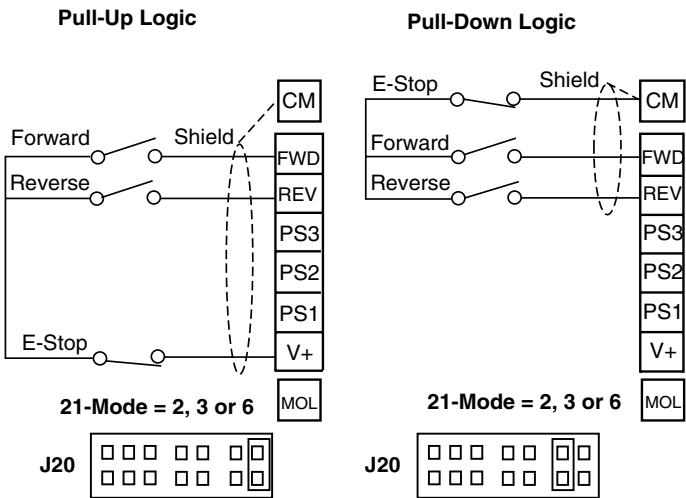 Pull-Up Logic
CM
Forward
Shield
FWD
Reverse
REV
PS3
PS2
PS1
E-Stop
V+
21-Mode = 2, 3 or 6
MOL
J20
Pull-Down Logic
E-Stop
Shield
CM
Forward
FWD
Reverse
REV
PS3
PS2
PS1
V+
21-Mode = 2, 3 or 6
MOL
J20